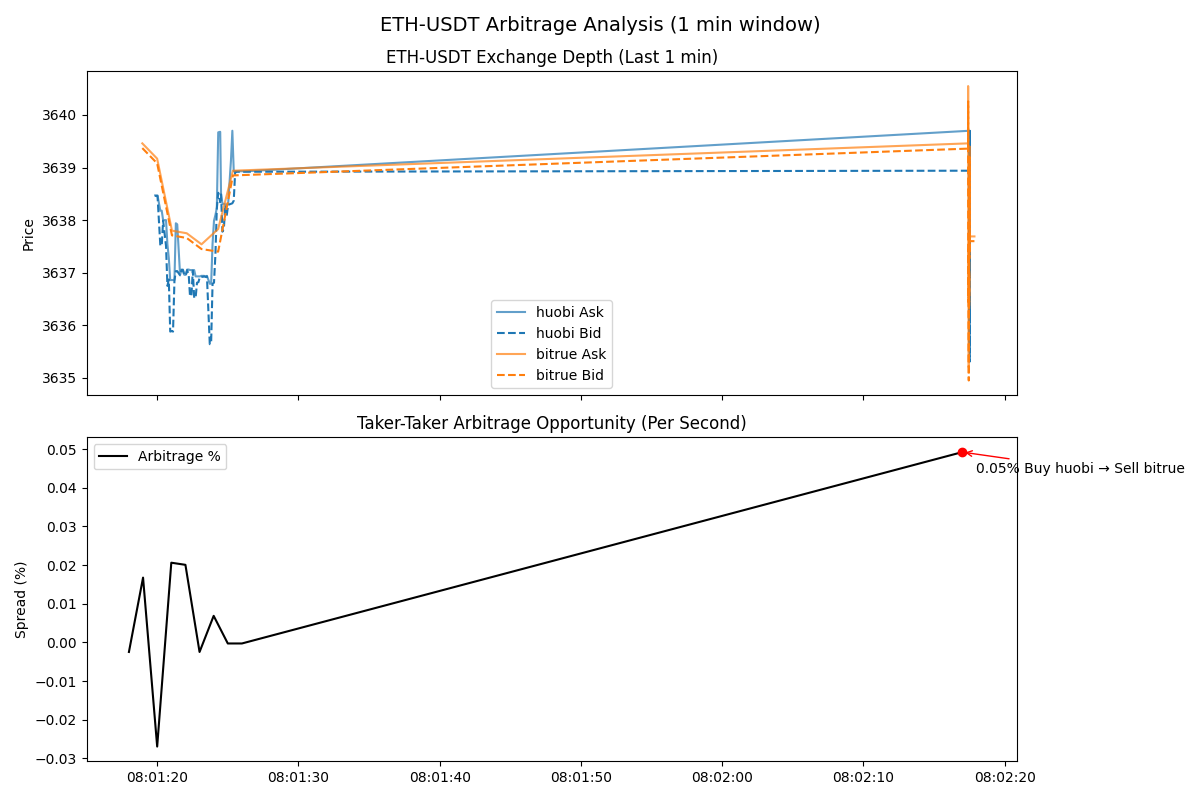 ETH-USDT Arbitrage Analysis (1 min window)
ETH-USDT Exchange Depth (Last 1 min)
Price
3640
3639
3638
3637
3636
3635
huobi Ask
huobi Bid
bitrue Ask
bitrue Bid
Taker-Taker Arbitrage Opportunity (Per Second)
Spread (%)
0.05
0.04
0.03
0.02
0.01
0.00
−0.01
−0.02
−0.03
Arbitrage %
0.05% Buy huobi → Sell bitrue
08:01:20
08:01:30
08:01:40
08:01:50
08:02:00
08:02:10
08:02:20